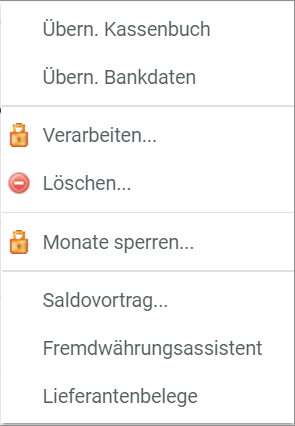 Übern. Kassenbuch
Übern. Bankdaten
Verarbeiten...
Löschen...
Monate sperren...
Saldovortrag...
Fremdwährungsassistent
Lieferantenbelege